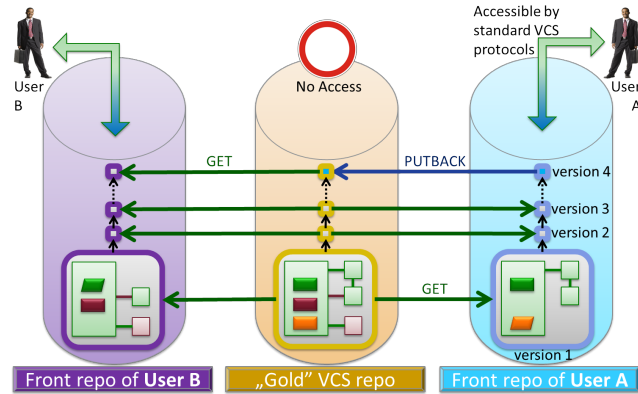 Accessible by
standard VCS
protocols
User
B
No Access
User
A
GET
PUTBACK
version 4
version 3
version 2
GET
version 1
Front repo of User B
„Gold” VCS repo
Front repo of User A